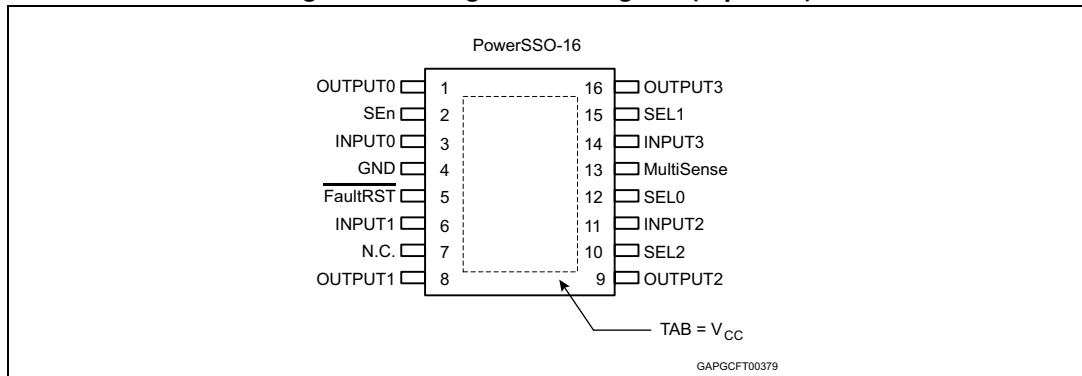 PowerSSO-16
OUTPUT0 1 16 OUTPUT3
SEn 2 15 SEL1
INPUT0 3 14 INPUT3
GND 4 13 MultiSense
FaultRST 5 12 SEL0
INPUT1 6 11 INPUT2
N.C. 7 10 SEL2
OUTPUT1 8 9 OUTPUT2
TAB = VCC
GAPGCFT00379